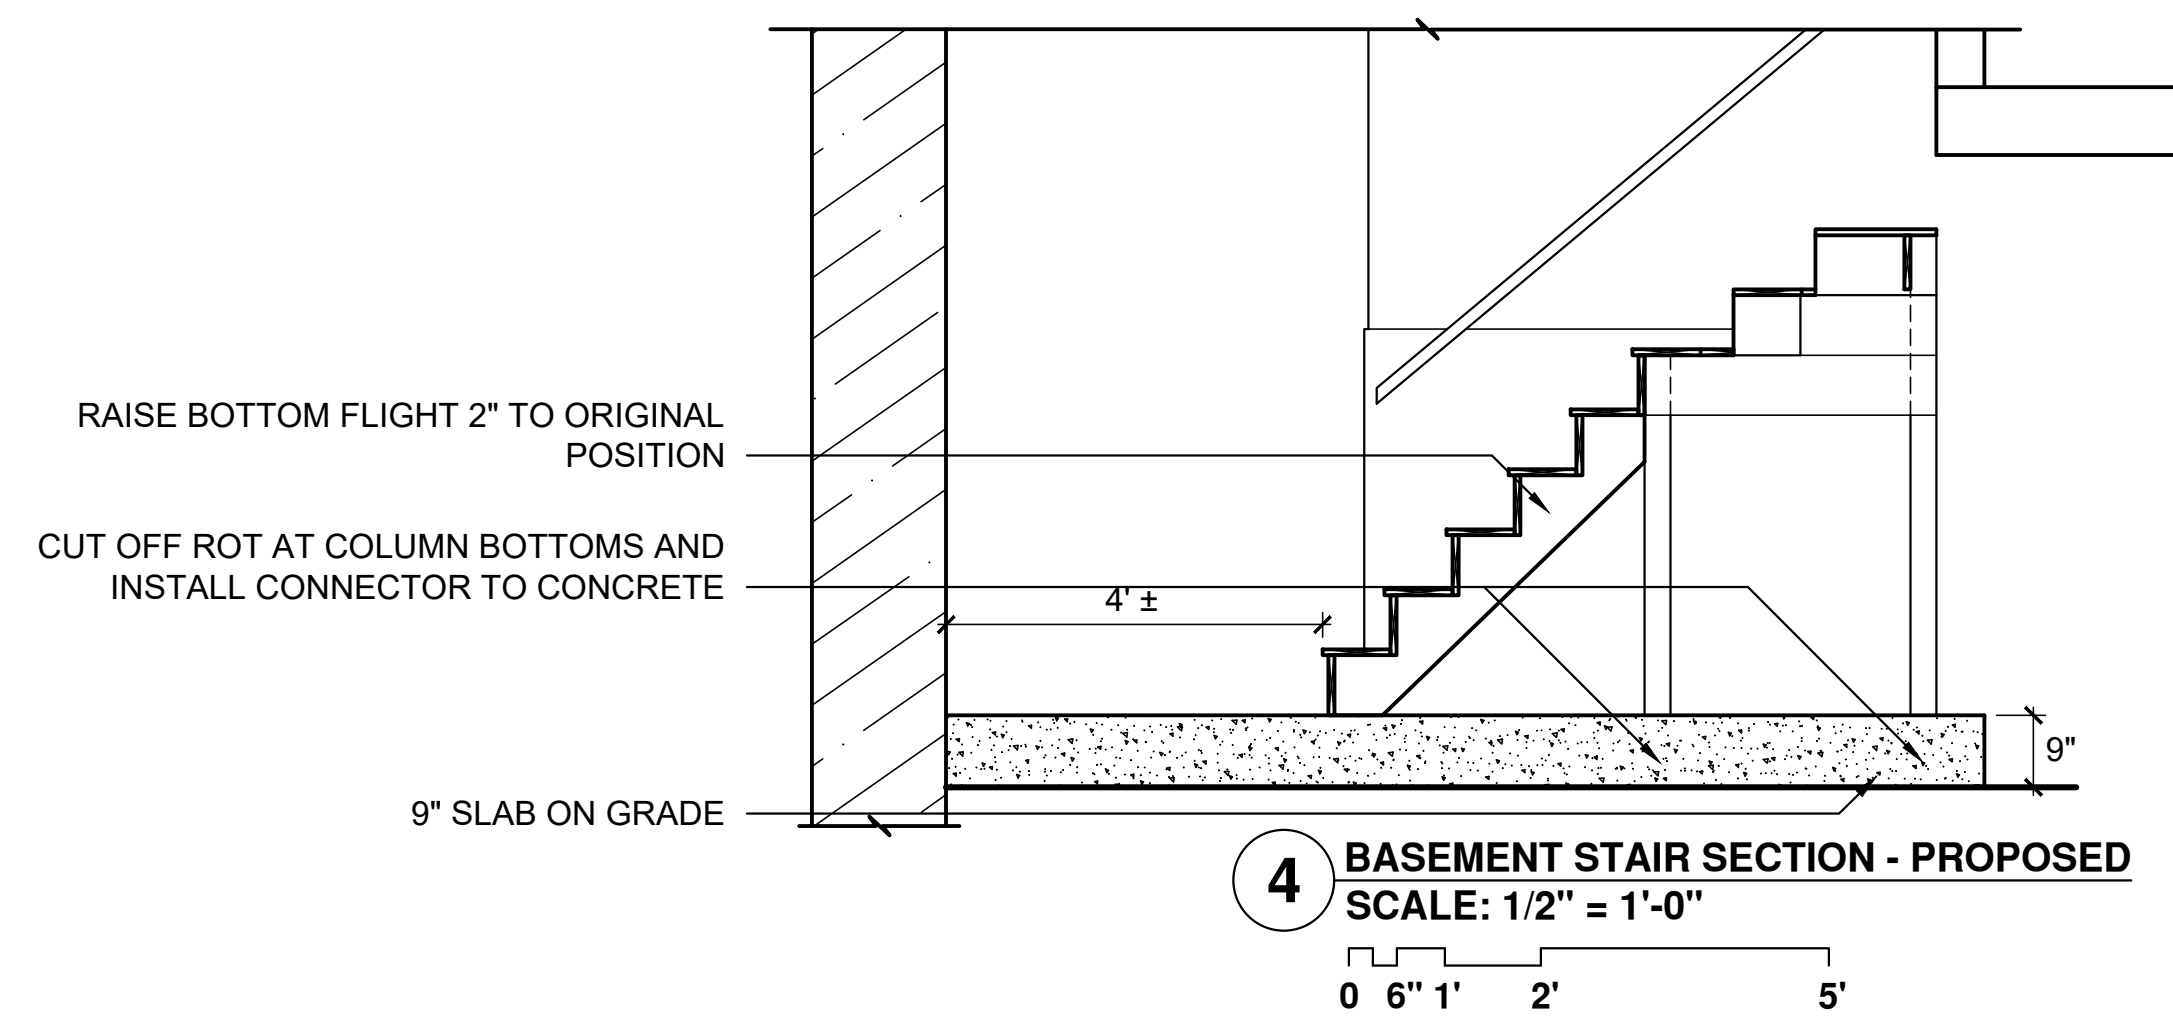 RAISE BOTTOM FLIGHT 2" TO ORIGINAL
POSITION
CUT OFF ROT AT COLUMN BOTTOMS AND
INSTALL CONNECTOR TO CONCRETE
4' ±
9"
9" SLAB ON GRADE
4
BASEMENT STAIR SECTION - PROPOSED
SCALE: 1/2" = 1'-0"
0 6" 1' 2' 5'